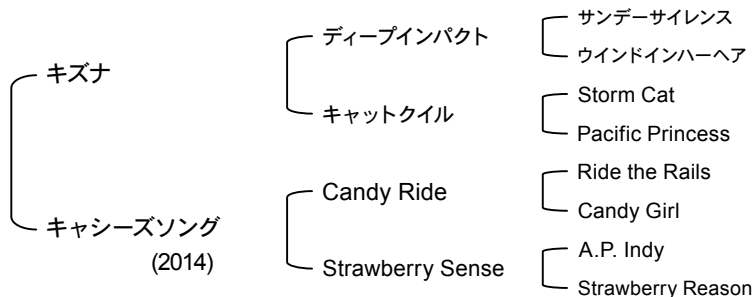 キズナ
キャシーズソング
(2014)
ディープインパクト
キャットクイル
Candy Ride
Strawberry Sense
サンデーサイレンス
ウインドインハーヘア
Storm Cat
Pacific Princess
Ride the Rails
Candy Girl
A.P. Indy
Strawberry Reason